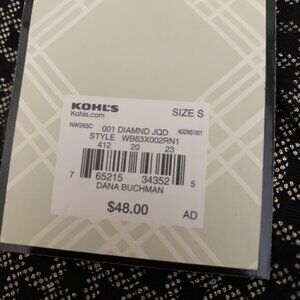 KOHL'S
Kohls.com
SIZE S
NW265C 001 DIAMND JQD ADDNS1001
STYLE WB63X002RN1
412 20 23
7 65215 34352 5
DANA BUCHMAN
$48.00
AD